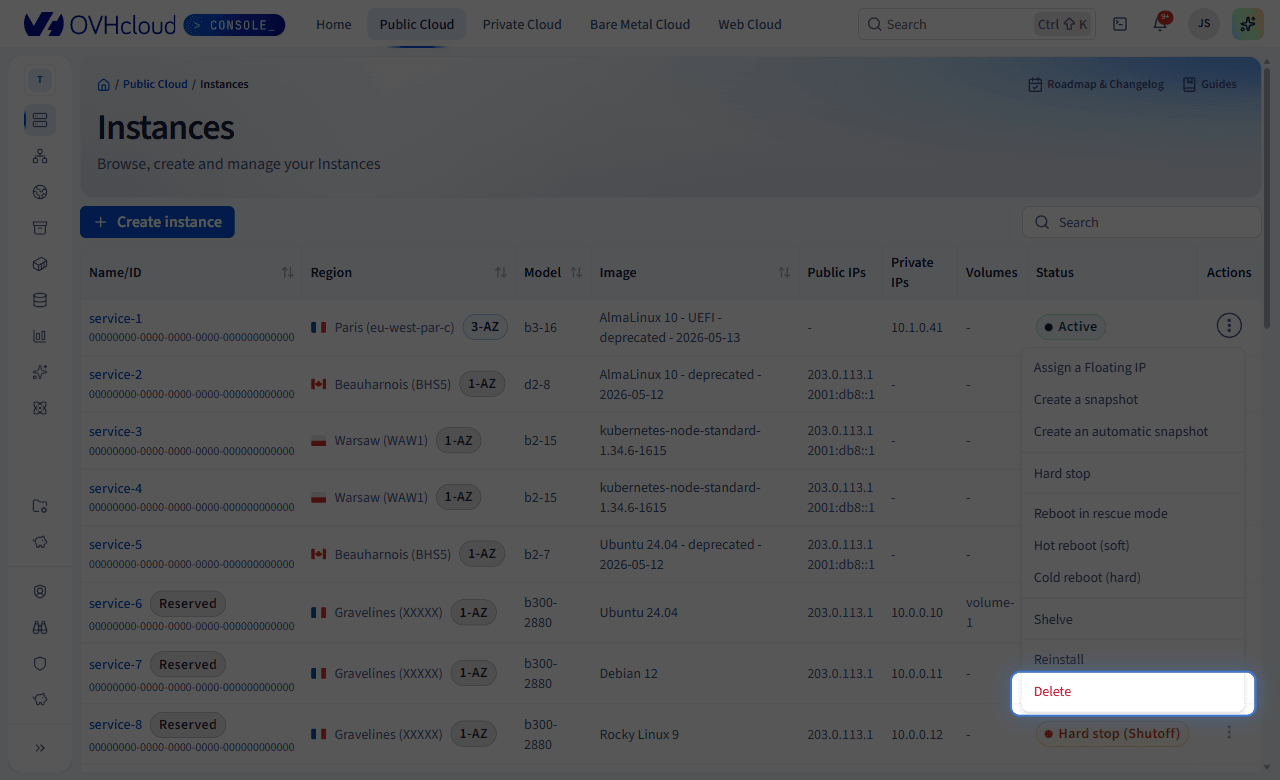 OVHcloud > CONSOLE_ Home Public Cloud Private Cloud Bare Metal Cloud Web Cloud Search Ctrl K 9+ JS
T
/ Public Cloud / Instances Roadmap & Changelog Guides
Instances
Browse, create and manage your Instances
+ Create instance Search
Name/ID Region Model Image Public IPs Private IPs Volumes Status Actions
service-1
00000000-0000-0000-0000-000000000000
Paris (eu-west-par-c) 3-AZ
b3-16
AlmaLinux 10 - UEFI -
deprecated - 2026-05-13
-
10.1.0.41
-
Active
service-2
00000000-0000-0000-0000-000000000000
Beauharnois (BHS5) 1-AZ
d2-8
AlmaLinux 10 - deprecated -
2026-05-12
203.0.113.1
2001:db8::1
-
-
service-3
00000000-0000-0000-0000-000000000000
Warsaw (WAW1) 1-AZ
b2-15
kubernetes-node-standard-
1.34.6-1615
203.0.113.1
2001:db8::1
-
-
service-4
00000000-0000-0000-0000-000000000000
Warsaw (WAW1) 1-AZ
b2-15
kubernetes-node-standard-
1.34.6-1615
203.0.113.1
2001:db8::1
-
-
service-5
00000000-0000-0000-0000-000000000000
Beauharnois (BHS5) 1-AZ
b2-7
Ubuntu 24.04 - deprecated -
2026-05-12
203.0.113.1
2001:db8::1
-
-
service-6 Reserved
00000000-0000-0000-0000-000000000000
Gravelines (XXXXX) 1-AZ
b300-
2880
Ubuntu 24.04
203.0.113.1
10.0.0.10
volume-
1
service-7 Reserved
00000000-0000-0000-0000-000000000000
Gravelines (XXXXX) 1-AZ
b300-
2880
Debian 12
203.0.113.1
10.0.0.11
-
service-8 Reserved
00000000-0000-0000-0000-000000000000
Gravelines (XXXXX) 1-AZ
b300-
2880
Rocky Linux 9
203.0.113.1
10.0.0.12
-
Hard stop (Shutoff)
Assign a Floating IP
Create a snapshot
Create an automatic snapshot
Hard stop
Reboot in rescue mode
Hot reboot (soft)
Cold reboot (hard)
Shelve
Reinstall
Delete